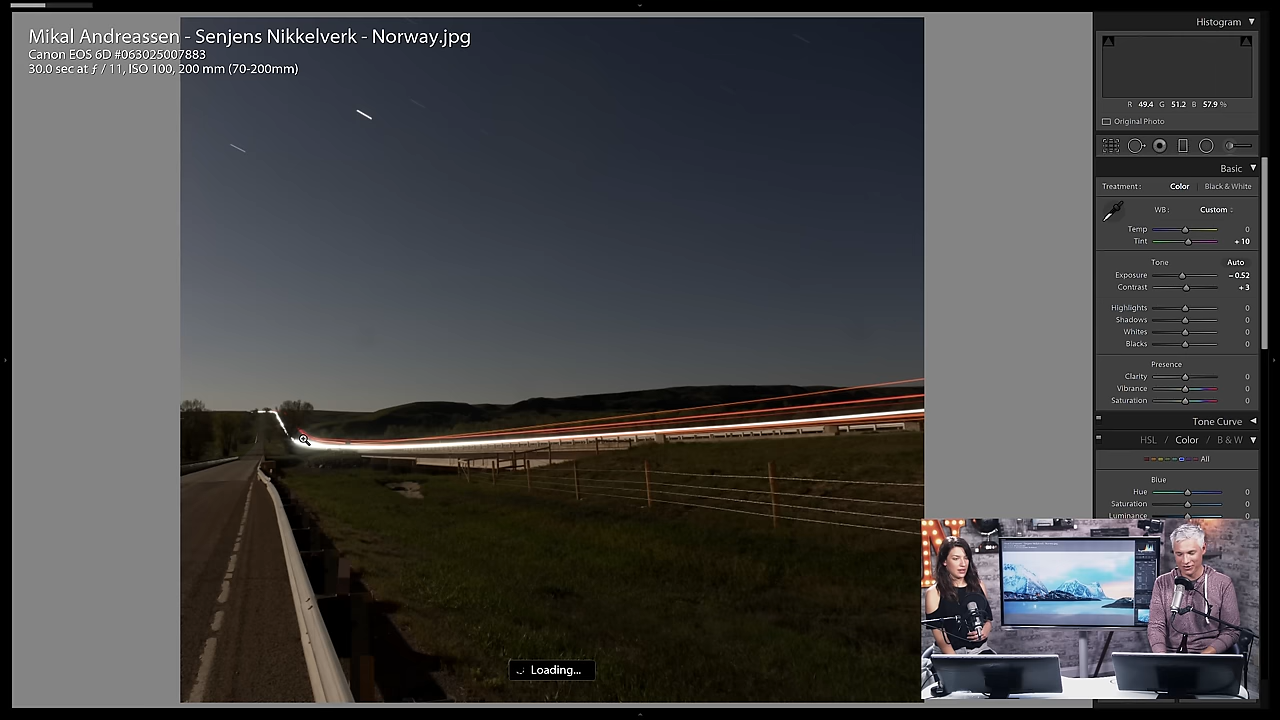 Mikal Andreassen - Senjens Nikkelverk - Norway.jpg
Canon EOS 6D #063025007883
30.0 sec at ƒ / 11, ISO 100, 200 mm (70-200mm)
Histogram
R 49.4 G 51.2 B 57.9 %
Original Photo
Basic
Treatment : Color Black & White
WB : Custom
Temp 0
Tint + 10
Tone Auto
Exposure – 0.52
Contrast + 3
Highlights 0
Shadows 0
Whites 0
Blacks 0
Presence
Clarity 0
Vibrance 0
Saturation 0
Tone Curve
HSL / Color / B & W
All
Blue
Hue 0
Saturation 0
Luminance 0
Loading...